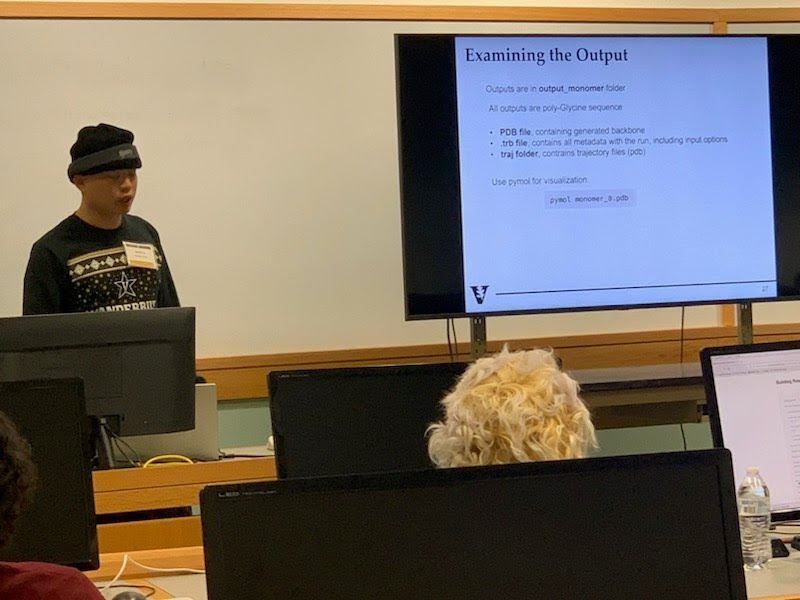 Examining the Output
Outputs are in output_monomer folder
All outputs are poly-Glycine sequence
• PDB file, containing generated backbone
• .trb file, contains all metadata with the run, including input options
• traj folder, contrains trajectory files (pdb)
Use pymol for visualization:
pymol monomer_0.pdb
27
V
VANDERBILT